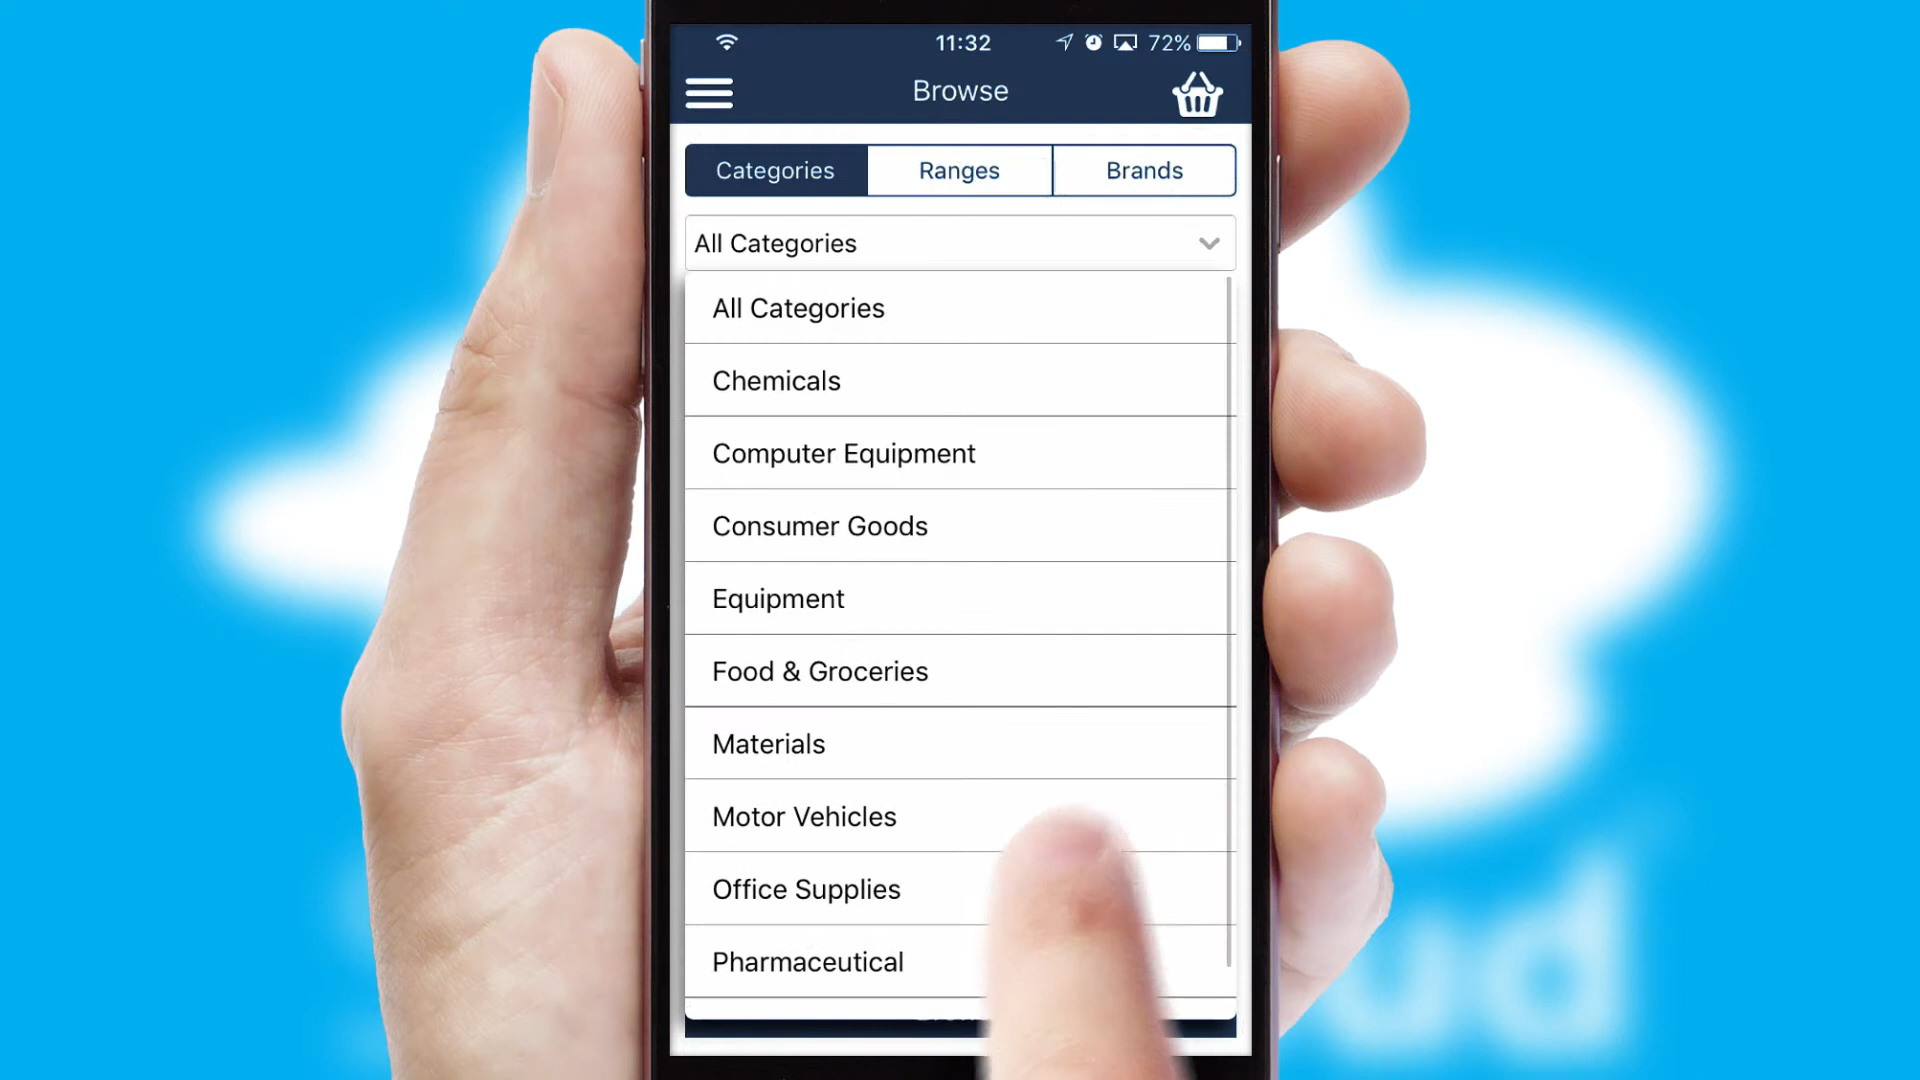 11:32
72%
Browse
Categories
Ranges
Brands
All Categories
All Categories
Chemicals
Computer Equipment
Consumer Goods
Equipment
Food & Groceries
Materials
Motor Vehicles
Office Supplies
Pharmaceutical